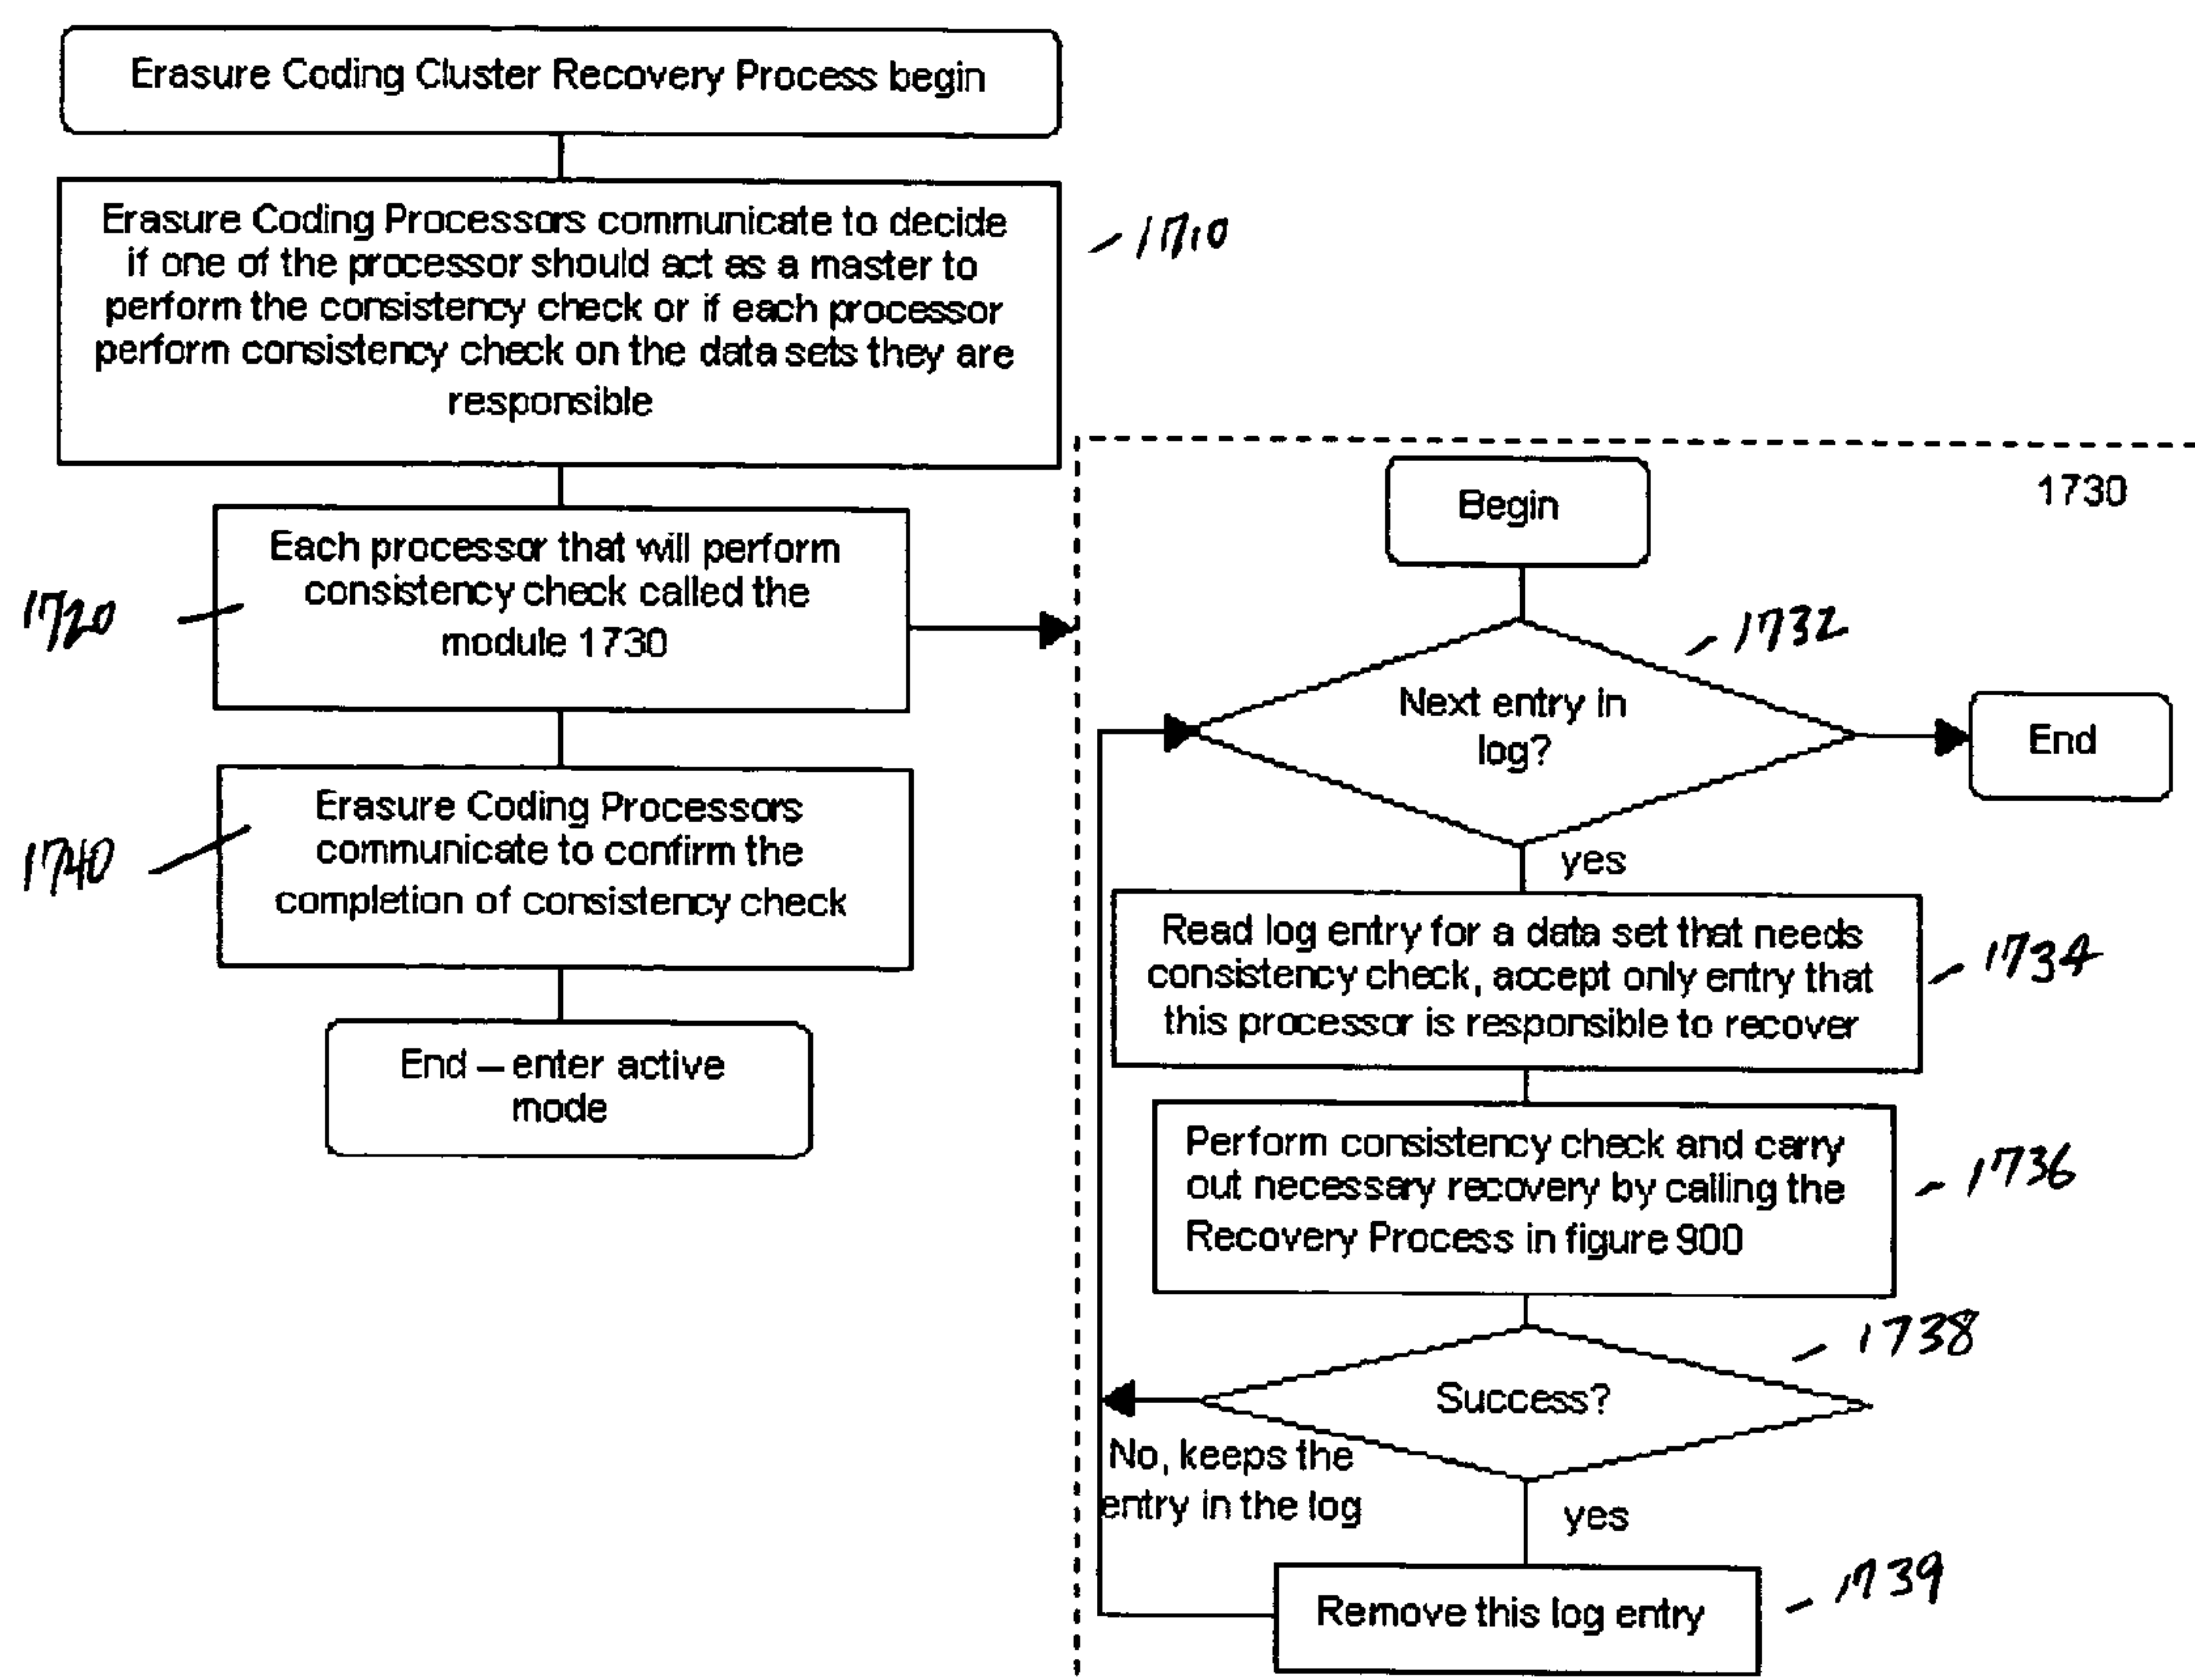 Erasure Coding Cluster Recovery Process begin
Erasure Coding Processors communicate to decide
if one of the processor should act as a master to
perform the consistency check or if each processor
perform consistency check on the data sets they are
responsible
1710
Each processor that will perform
consistency check called the
module 1730
1720
Erasure Coding Processors
communicate to confirm the
completion of consistency check
1740
End – enter active
mode
1730
Begin
1732
Next entry in
log?
End
yes
Read log entry for a data set that needs
consistency check, accept only entry that
this processor is responsible to recover
1734
Perform consistency check and carry
out necessary recovery by calling the
Recovery Process in figure 900
1736
1738
Success?
No, keeps the
entry in the log
yes
Remove this log entry
1739